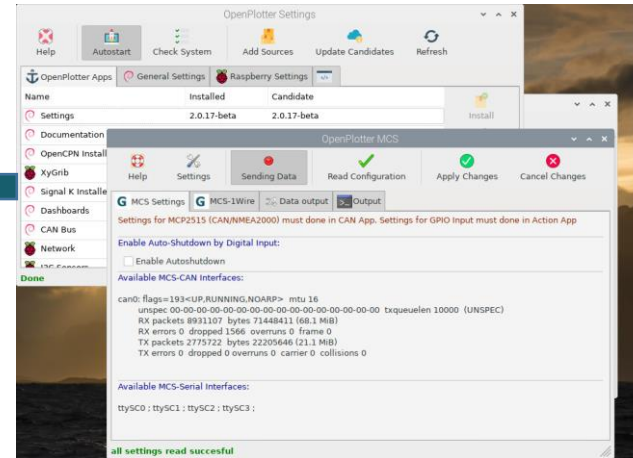 OpenPlotter Settings
Help
Autostart
Check System
Add Sources
Update Candidates
Refresh
OpenPlotter Apps
General Settings
Raspberry Settings
Name Installed Candidate
Install
Settings 2.0.17-beta 2.0.17-beta
Documentation
OpenCPN Install
XyGrib
Signal K Installe
Dashboards
CAN Bus
Network
Done
OpenPlotter MCS
Help
Settings
Sending Data
Read Configuration
Apply Changes
Cancel Changes
MCS Settings
MCS-1Wire
Data output
Output
Settings for MCP2515 (CAN/NMEA2000) must done in CAN App. Settings for GPIO Input must done in Action App
Enable Auto-Shutdown by Digital Input:
Enable Autoshutdown
Available MCS-CAN Interfaces:
can0: flags=193<UP,RUNNING,NOARP> mtu 16
unspec 00-00-00-00-00-00-00-00-00-00-00-00-00-00-00-00 txqueuelen 10000 (UNSPEC)
RX packets 8931107 bytes 71448411 (68.1 MiB)
RX errors 0 dropped 1566 overruns 0 frame 0
TX packets 2775722 bytes 22205646 (21.1 MiB)
TX errors 0 dropped 0 overruns 0 carrier 0 collisions 0
Available MCS-Serial Interfaces:
ttySC0 ; ttySC1 ; ttySC2 ; ttySC3 ;
all settings read succesful